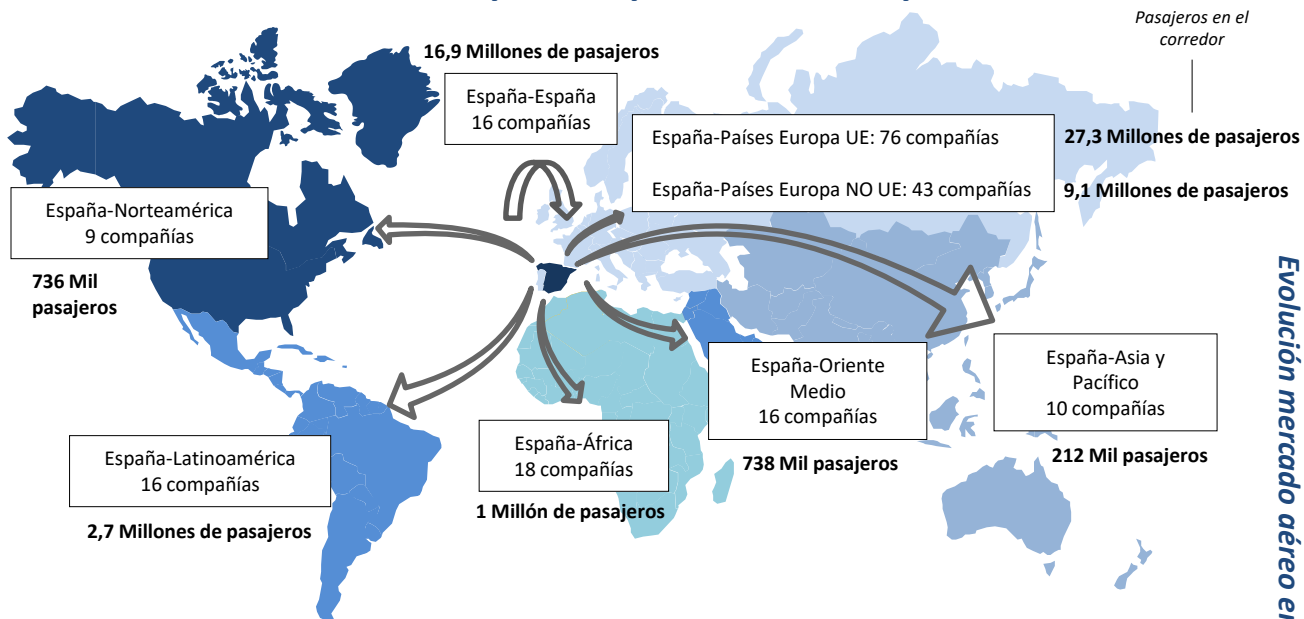 Pasajeros en el
corredor
16,9 Millones de pasajeros
España-España
16 compañías
España-Países Europa UE: 76 compañías
27,3 Millones de pasajeros
España-Países Europa NO UE: 43 compañías
9,1 Millones de pasajeros
España-Norteamérica
9 compañías
736 Mil
pasajeros
España-Oriente
Medio
16 compañías
738 Mil pasajeros
España-Asia y
Pacífico
10 compañías
212 Mil pasajeros
España-Latinoamérica
16 compañías
2,7 Millones de pasajeros
España-África
18 compañías
1 Millón de pasajeros
Evolución mercado aéreo